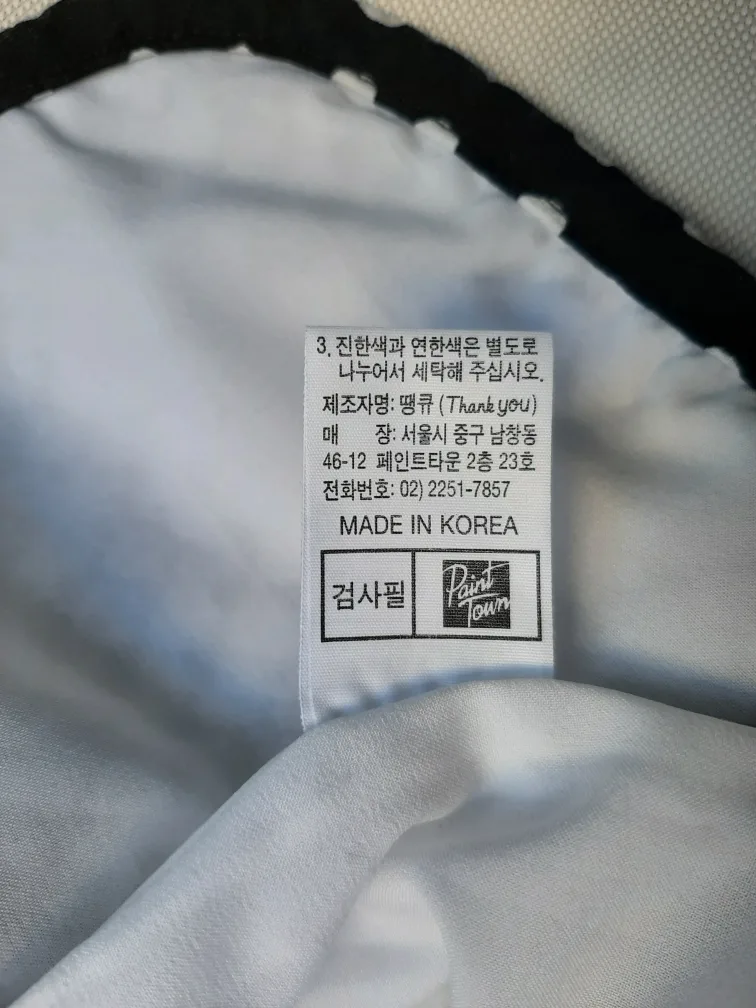 3. 진한색과 연한색은 별도로
나누어서 세탁해 주십시오.
제조자명: 땡큐 (Thank you)
매 장: 서울시 중구 남창동
46-12 페인트타운 2층 23호
전화번호: 02) 2251-7857
MADE IN KOREA
검사필
Paint
Town